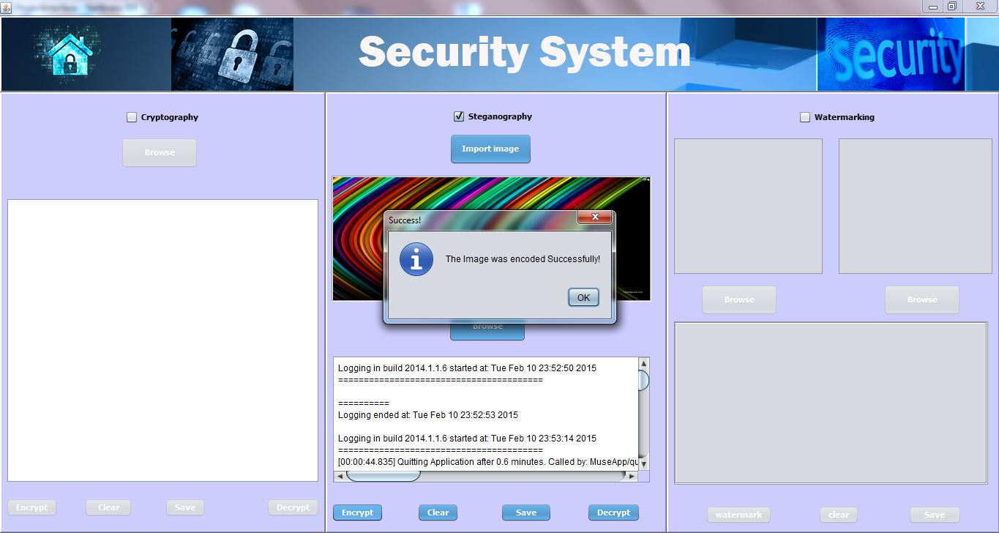 Security System
security
Cryptography
Browse
Encrypt
Clear
Save
Decrypt
Steganography
Import image
Success!
The Image was encoded Successfully!
OK
Browse
Logging in build 2014.1.1.6 started at: Tue Feb 10 23:52:50 2015
========================================
==========
Logging ended at: Tue Feb 10 23:52:53 2015
Logging in build 2014.1.1.6 started at: Tue Feb 10 23:53:14 2015
========================================
[00:00:44.835] Quitting Application after 0.6 minutes. Called by: MuseApp/qu
Encrypt
Clear
Save
Decrypt
Watermarking
Browse
Browse
watermark
clear
Save